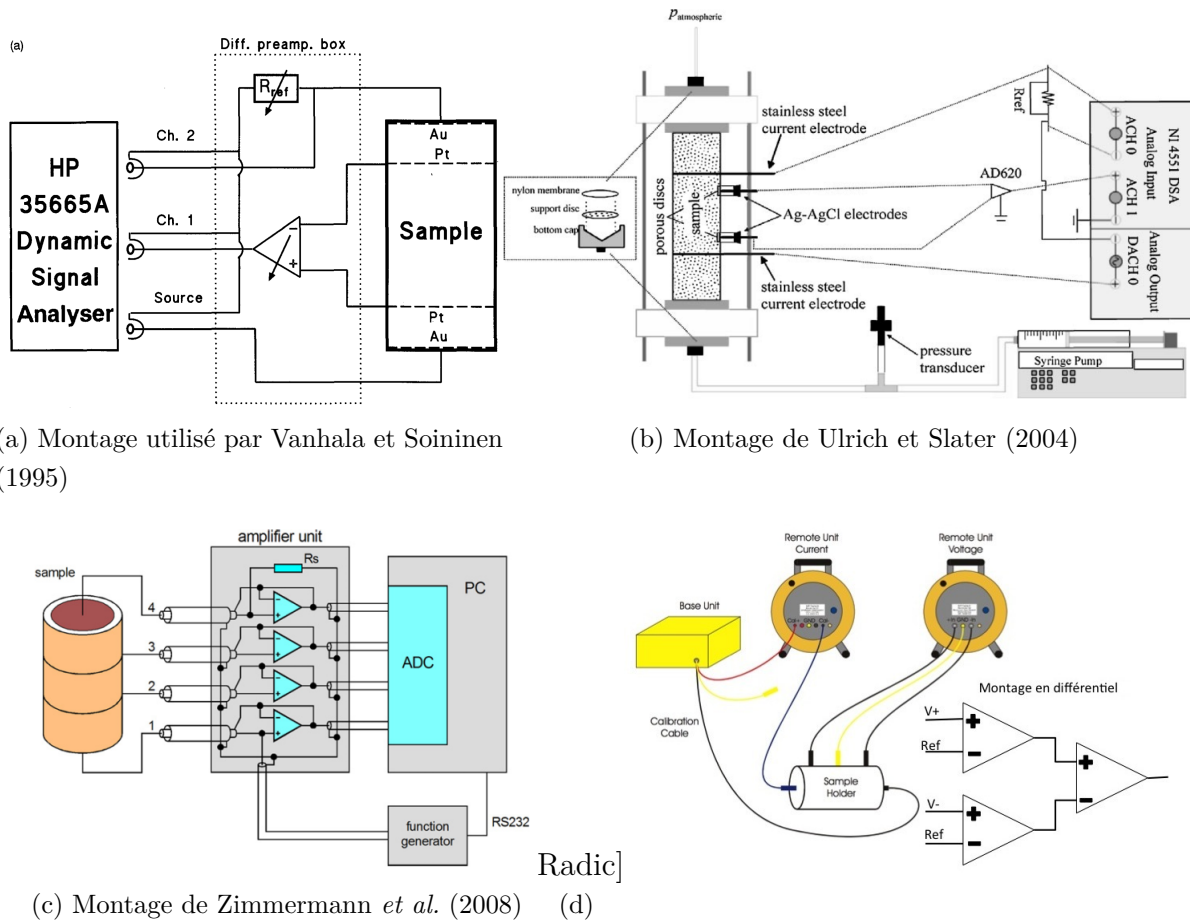 (a)
Diff. preamp. box
Rref
Ch. 2
Au
Pt
HP
35665A
Dynamic
Signal
Analyser
Ch. 1
−
+
Sample
Source
Pt
Au
(a) Montage utilisé par Vanhala et Soininen
(1995)
Patmospheric
stainless steel
current electrode
Rref
+
ACH 0
Analog Input
ACH 1
NI 4551 DSA
AD620
nylon membrane
support disc
bottom cap
porous discs
sample
Ag-AgCl electrodes
Analog Output
DACH 0
+
stainless steel
current electrode
pressure
transducer
Syringe Pump
(b) Montage de Ulrich et Slater (2004)
amplifier unit
Rs
sample
4
3
2
1
PC
ADC
function
generator
RS232
(c) Montage de Zimmermann et al. (2008)
Remote Unit
Current
Remote Unit
Voltage
Base Unit
Cal+ GND Cal-
Calibration
Cable
Sample
Holder
Montage en différentiel
V+
+
Ref
−
V-
+
Ref
−
+
−
Radic]
(d)